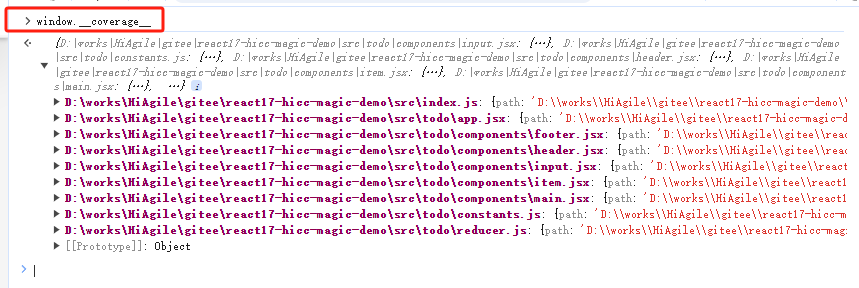 window.__coverage__
{D:\works\HiAgile\gitee\react17-hicc-magic-demo\src\todo\components\input.jsx: {…}, D:\works\HiAgile\gitee\react17-hicc-magic-demo
\src\todo\constants.js: {…}, D:\works\HiAgile\gitee\react17-hicc-magic-demo\src\todo\components\header.jsx: {…}, D:\works\HiAgile
\gitee\react17-hicc-magic-demo\src\todo\components\item.jsx: {…}, D:\works\HiAgile\gitee\react17-hicc-magic-demo\src\todo\component
s\main.jsx: {…}, …}
D:\works\HiAgile\gitee\react17-hicc-magic-demo\src\index.js: {path: 'D:\\works\\HiAgile\\gitee\\react17-hicc-magic-demo\\
D:\works\HiAgile\gitee\react17-hicc-magic-demo\src\todo\app.jsx: {path: 'D:\\works\\HiAgile\\gitee\\react17-hicc-magic-de
D:\works\HiAgile\gitee\react17-hicc-magic-demo\src\todo\components\footer.jsx: {path: 'D:\\works\\HiAgile\\gitee\\rea
D:\works\HiAgile\gitee\react17-hicc-magic-demo\src\todo\components\header.jsx: {path: 'D:\\works\\HiAgile\\gitee\\rea
D:\works\HiAgile\gitee\react17-hicc-magic-demo\src\todo\components\input.jsx: {path: 'D:\\works\\HiAgile\\gitee\\reac
D:\works\HiAgile\gitee\react17-hicc-magic-demo\src\todo\components\item.jsx: {path: 'D:\\works\\HiAgile\\gitee\\react
D:\works\HiAgile\gitee\react17-hicc-magic-demo\src\todo\components\main.jsx: {path: 'D:\\works\\HiAgile\\gitee\\react
D:\works\HiAgile\gitee\react17-hicc-magic-demo\src\todo\constants.js: {path: 'D:\\works\\HiAgile\\gitee\\react17-hicc-m
D:\works\HiAgile\gitee\react17-hicc-magic-demo\src\todo\reducer.js: {path: 'D:\\works\\HiAgile\\gitee\\react17-hicc-mag
[[Prototype]]: Object